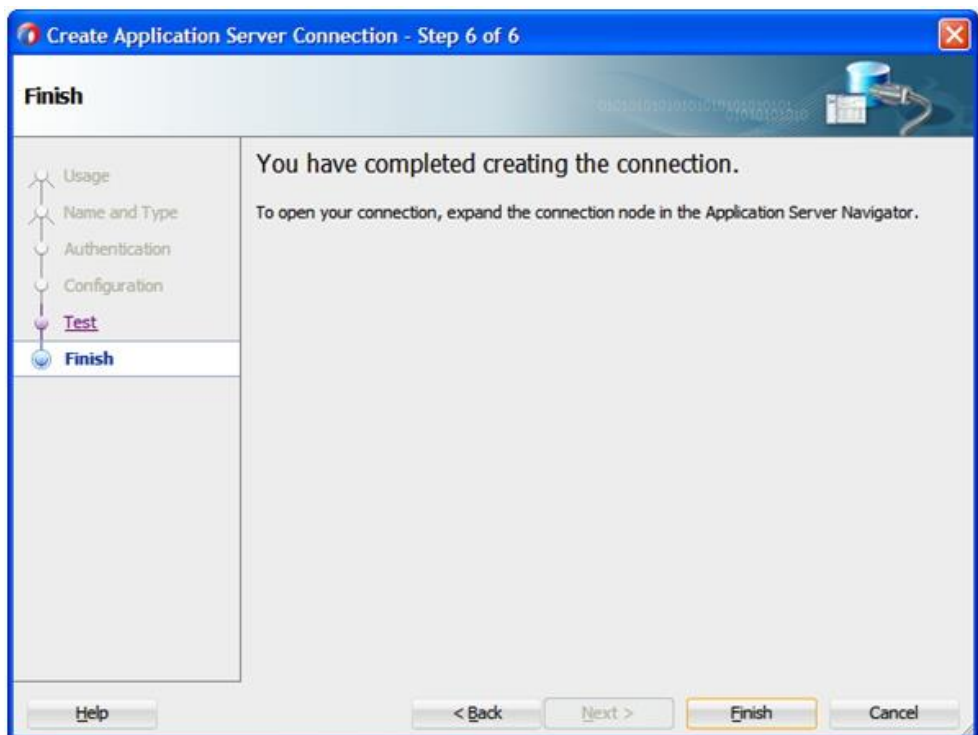 Create Application Server Connection - Step 6 of 6
Finish
Usage
Name and Type
Authentication
Configuration
Test
Finish
You have completed creating the connection.
To open your connection, expand the connection node in the Application Server Navigator.
Help
< Back
Next >
Finish
Cancel